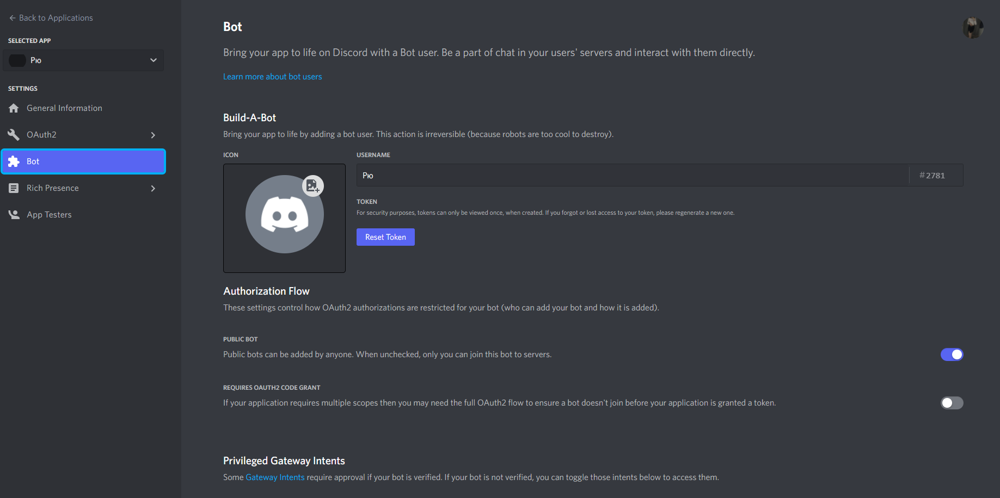 Back to Applications
SELECTED APP
Рю
SETTINGS
General Information
OAuth2
Bot
Rich Presence
App Testers
Bot
Bring your app to life on Discord with a Bot user. Be a part of chat in your users' servers and interact with them directly.
Learn more about bot users
Build-A-Bot
Bring your app to life by adding a bot user. This action is irreversible (because robots are too cool to destroy).
ICON
USERNAME
Рю
#2781
TOKEN
For security purposes, tokens can only be viewed once, when created. If you forgot or lost access to your token, please regenerate a new one.
Reset Token
Authorization Flow
These settings control how OAuth2 authorizations are restricted for your bot (who can add your bot and how it is added).
PUBLIC BOT
Public bots can be added by anyone. When unchecked, only you can join this bot to servers.
REQUIRES OAUTH2 CODE GRANT
If your application requires multiple scopes then you may need the full OAuth2 flow to ensure a bot doesn't join before your application is granted a token.
Privileged Gateway Intents
Some Gateway Intents require approval if your bot is verified. If your bot is not verified, you can toggle those intents below to access them.